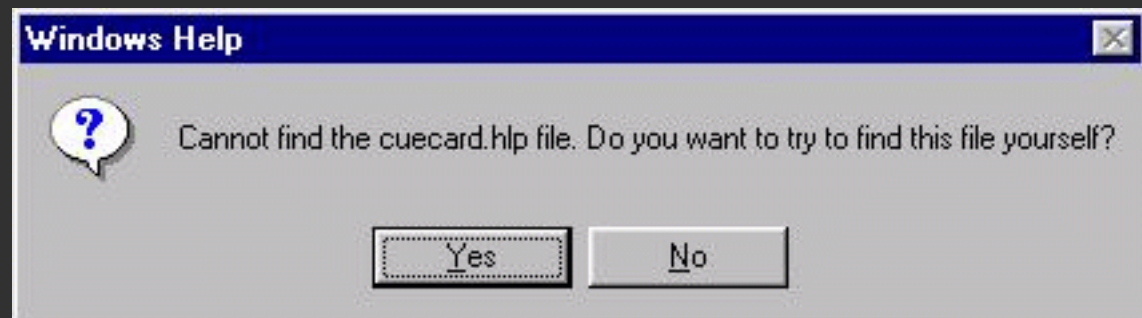 Windows Help
?
Cannot find the cuecard.hlp file. Do you want to try to find this file yourself?
Yes No